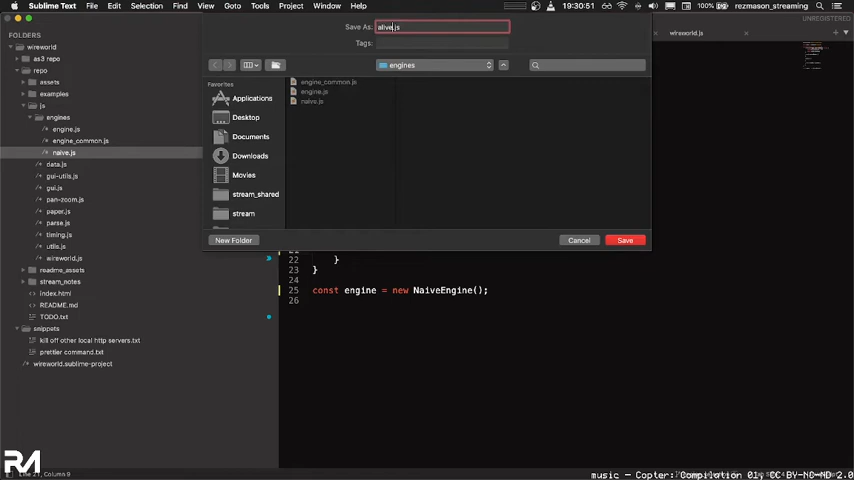 Sublime Text File Edit Selection Find View Goto Tools Project Window Help 19:30:51 100% rezmason_streaming
UNREGISTERED
Save As: alive.js
Tags:
wireworld.js
engines
FOLDERS
wireworld
as3 repo
repo
assets
examples
js
engines
engine.js
engine_common.js
naive.js
data.js
gui-utils.js
gui.js
pan-zoom.js
paper.js
parse.js
timing.js
utils.js
wireworld.js
readme_assets
stream_notes
index.html
README.md
TODO.txt
snippets
kill off other local http servers.txt
prettier command.txt
wireworld.sublime-project
Favorites
Applications
Desktop
Documents
Downloads
Movies
stream_shared
stream
engine_common.js
engine.js
naive.js
New Folder Cancel Save
22 }
23 }
24
25 const engine = new NaiveEngine();
26
RM
Line 21, Column 9
music - Copter: Compilation 01, CC BY-NC-ND 2.0